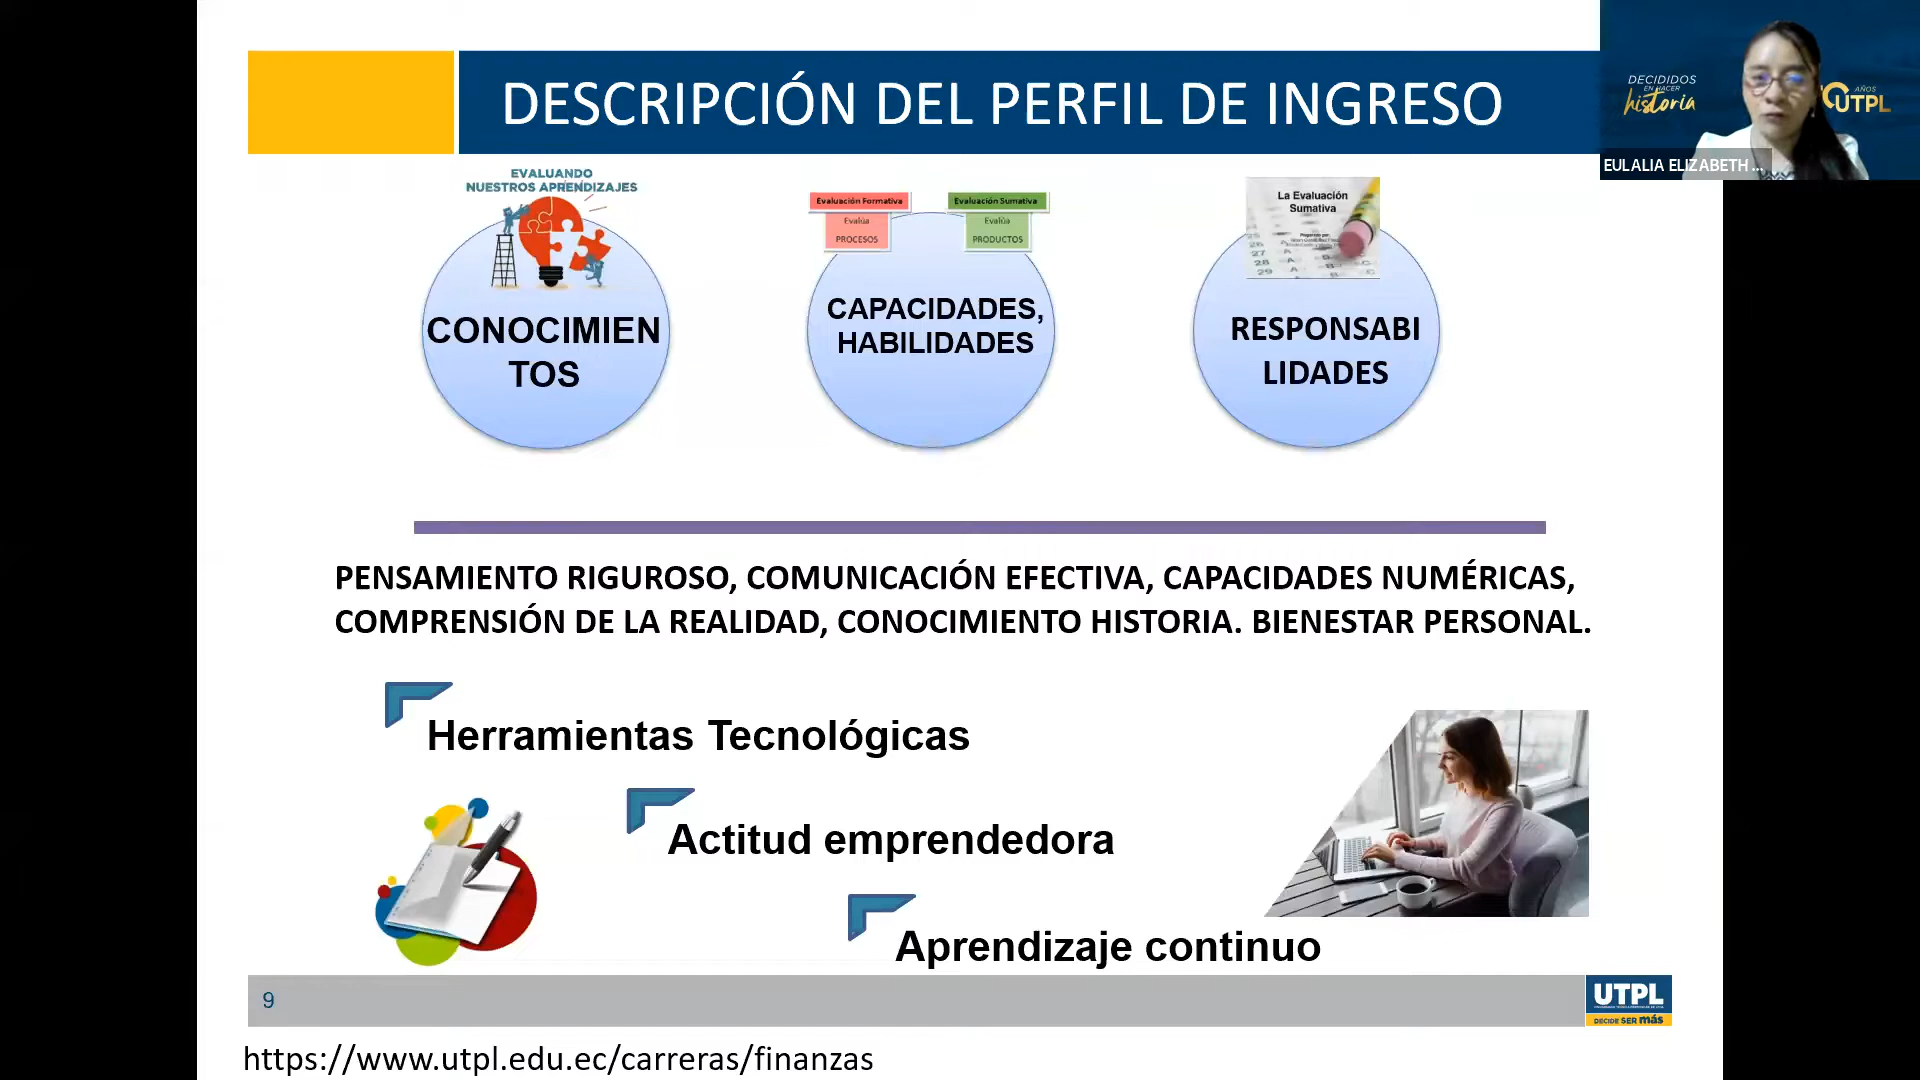 DESCRIPCIÓN DEL PERFIL DE INGRESO
DECIDIDOS
EN HACER
historia
AÑOS
UTPL
EULALIA ELIZABETH ...
EVALUANDO
NUESTROS APRENDIZAJES
CONOCIMIEN
TOS
Evaluación Formativa
Evalúa
PROCESOS
Evaluación Sumativa
Evalúa
PRODUCTOS
CAPACIDADES,
HABILIDADES
La Evaluación
Sumativa
RESPONSABI
LIDADES
PENSAMIENTO RIGUROSO, COMUNICACIÓN EFECTIVA, CAPACIDADES NUMÉRICAS,
COMPRENSIÓN DE LA REALIDAD, CONOCIMIENTO HISTORIA. BIENESTAR PERSONAL.
Herramientas Tecnológicas
Actitud emprendedora
Aprendizaje continuo
9
UTPL
DECIDE SER más
https://www.utpl.edu.ec/carreras/finanzas